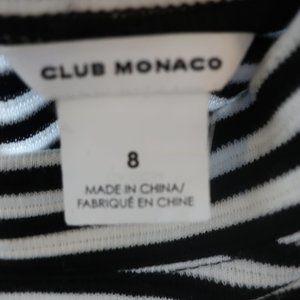 CLUB MONACO
8
MADE IN CHINA/
FABRIQUÉ EN CHINE